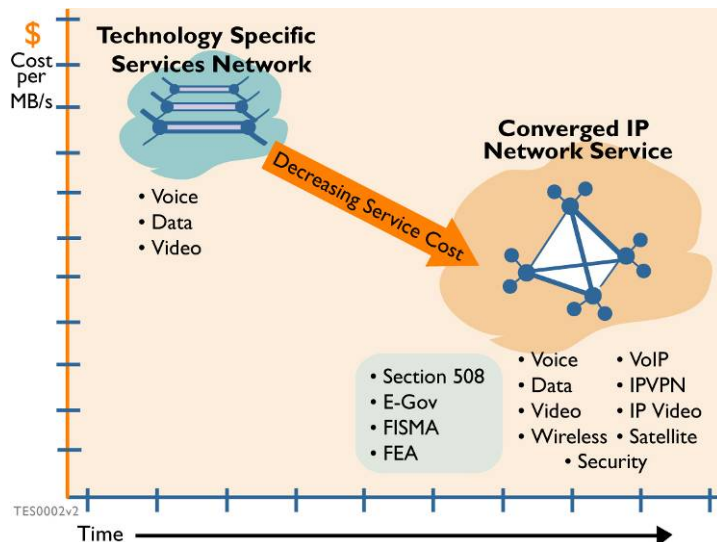 $
Cost
per
MB/s
Technology Specific
Services Network
• Voice
• Data
• Video
Decreasing Service Cost
Converged IP
Network Service
• Section 508
• E-Gov
• FISMA
• FEA
• Voice
• Data
• Video
• Wireless
• VoIP
• IPVPN
• IP Video
• Satellite
• Security
TES0002v2
Time